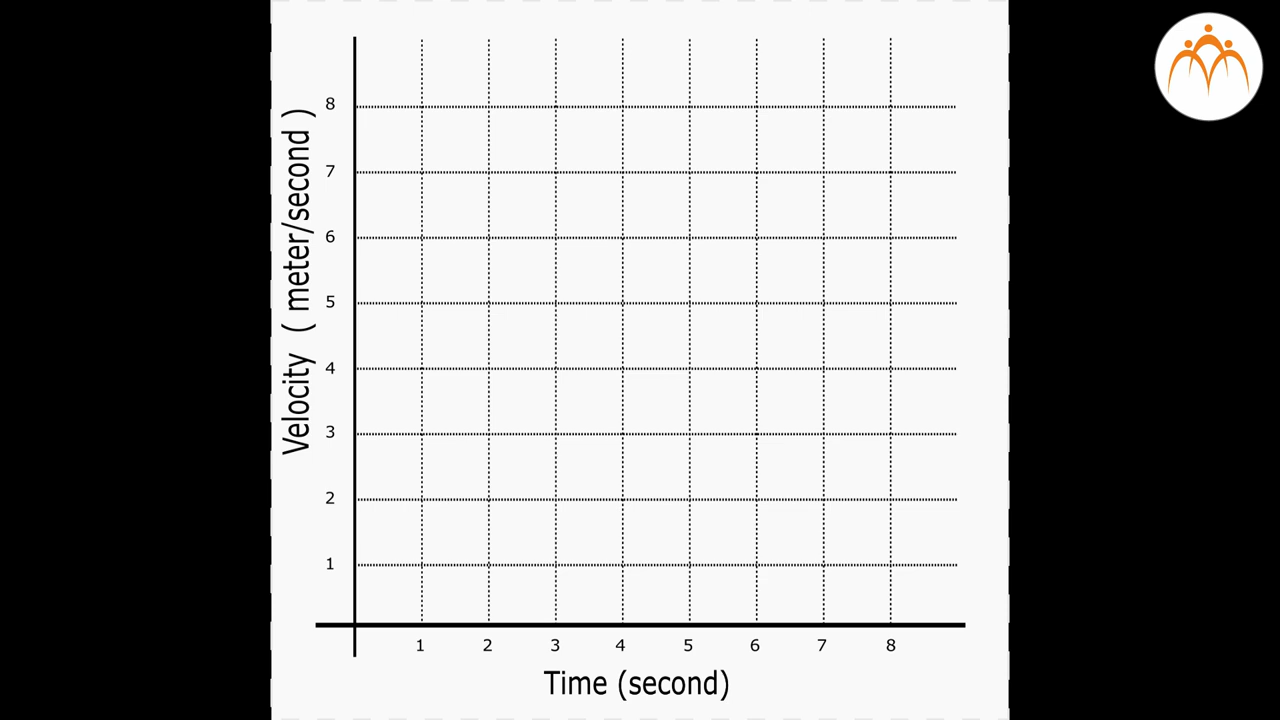 8
7
6
5
4
3
2
1
Velocity ( meter/second )
1 2 3 4 5 6 7 8
Time (second)